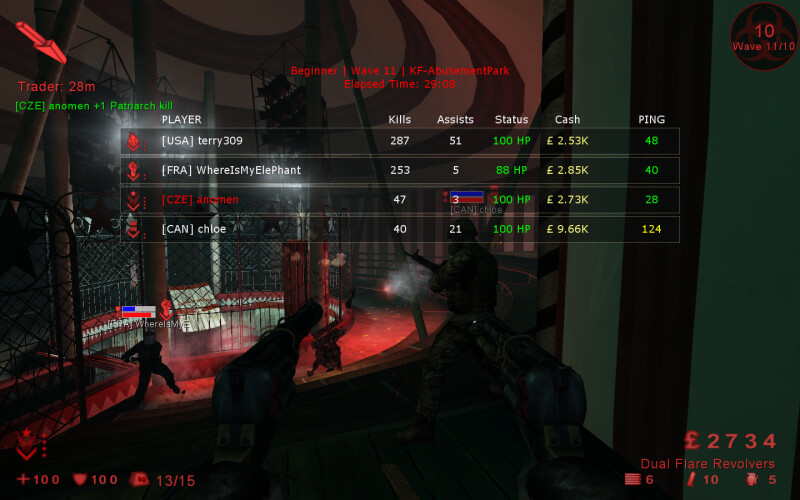 10
Wave 11/10
Beginner | Wave 11 | KF-AbusementPark
Elapsed Time: 29:08
Trader: 28m
[CZE] anomen +1 Patriarch kill
PLAYER Kills Assists Status Cash PING
[USA] terry309 287 51 100 HP £ 2.53K 48
[FRA] WhereIsMyElePhant 253 5 88 HP £ 2.85K 40
[CZE] anomen 47 3 100 HP £ 2.73K 28
[CAN] chloe
[CAN] chloe 40 21 100 HP £ 9.66K 124
WhereIsMyE
£ 2734
Dual Flare Revolvers
100 100 13/15 6 10 5